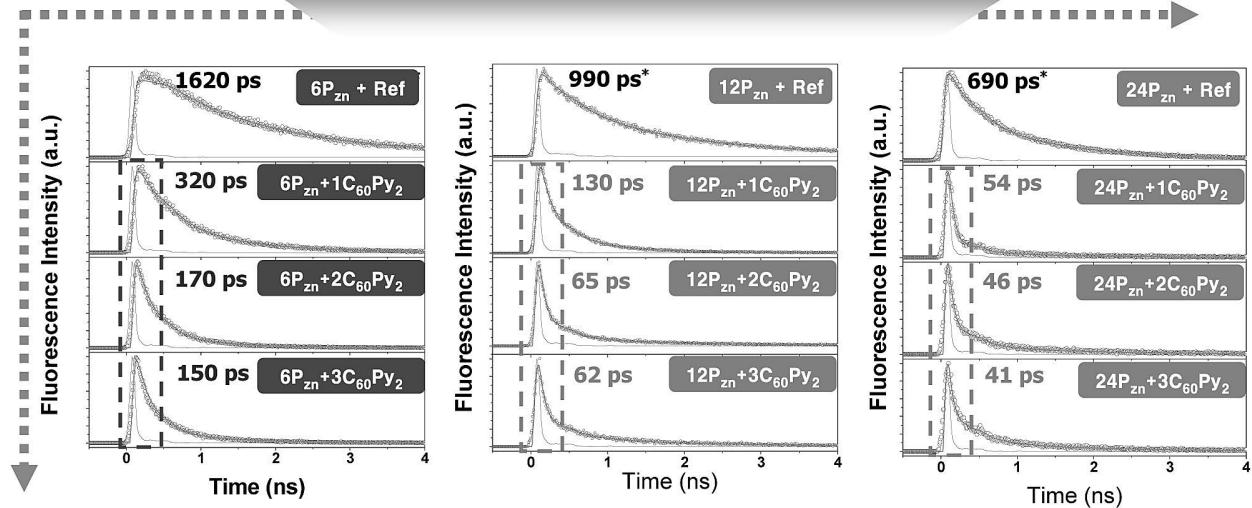 Fluorescence Intensity (a.u.)
1620 ps
6Pzn + Ref
320 ps
6Pzn+1C60Py2
170 ps
6Pzn+2C60Py2
150 ps
6Pzn+3C60Py2
0 1 2 3 4
Time (ns)
Fluorescence Intensity (a.u.)
990 ps*
12Pzn + Ref
130 ps
12Pzn+1C60Py2
65 ps
12Pzn+2C60Py2
62 ps
12Pzn+3C60Py2
0 1 2 3 4
Time (ns)
Fluorescence Intensity (a.u.)
690 ps*
24Pzn + Ref
54 ps
24Pzn+1C60Py2
46 ps
24Pzn+2C60Py2
41 ps
24Pzn+3C60Py2
0 1 2 3 4
Time (ns)